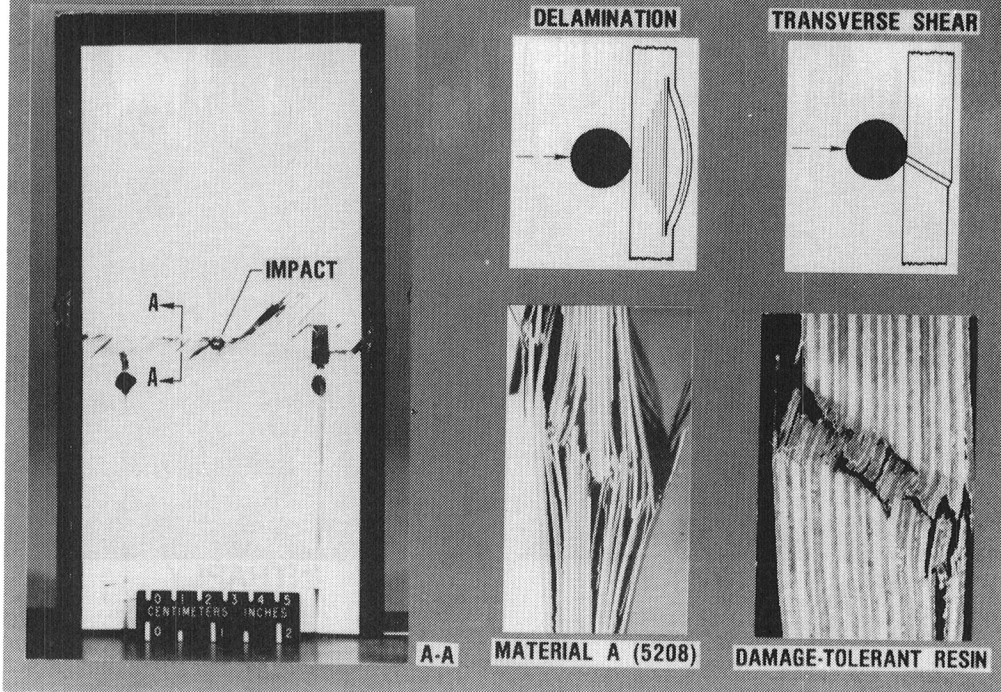 DELAMINATION
TRANSVERSE SHEAR
IMPACT
A
A
0 1 2 3 4 5
CENTIMETERS INCHES
0 1 2
A-A
MATERIAL A (5208)
DAMAGE-TOLERANT RESIN